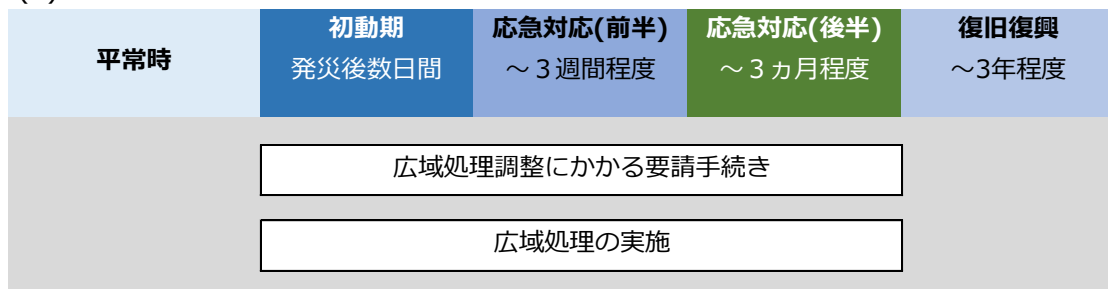 平常時
初動期
発災後数日間
応急対応(前半)
～３週間程度
応急対応(後半)
～３ヵ月程度
復旧復興
～3年程度
広域処理調整にかかる要請手続き
広域処理の実施